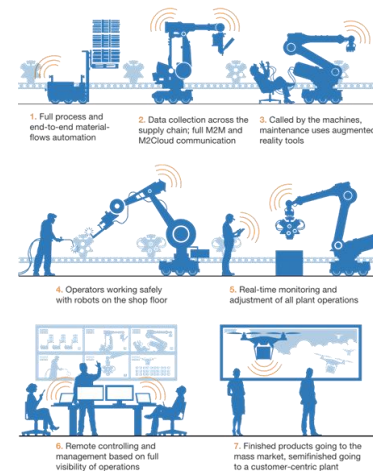 1. Full process and
end-to-end material-
flows automation
2. Data collection across the
supply chain; full M2M and
M2Cloud communication
3. Called by the machines,
maintenance uses augmented
reality tools
4. Operators working safely
with robots on the shop floor
5. Real-time monitoring and
adjustment of all plant operations
6. Remote controlling and
management based on full
visibility of operations
7. Finished products going to the
mass market, semifinished going
to a customer-centric plant